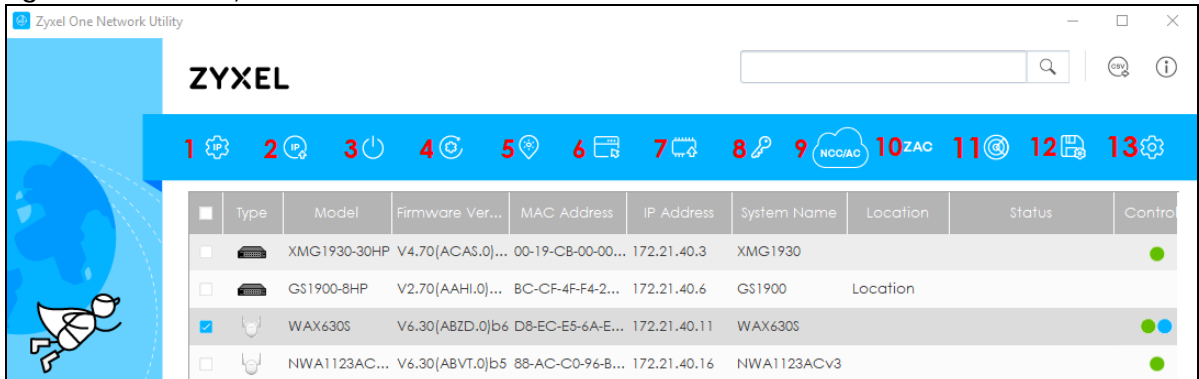 Zyxel One Network Utility
ZYXEL
CSV
1 IP 2 IP 3 4 5 6 7 8 9 NCC/AC 10 ZAC 11 12 13
Type Model Firmware Ver... MAC Address IP Address System Name Location Status Control
XMG1930-30HP V4.70(ACAS.0)... 00-19-CB-00-00... 172.21.40.3 XMG1930
GS1900-8HP V2.70(AAHI.0)... BC-CF-4F-F4-2... 172.21.40.6 GS1900 Location
WAX630S V6.30(ABZD.0)b6 D8-EC-E5-6A-E... 172.21.40.11 WAX630S
NWA1123AC... V6.30(ABVT.0)b5 88-AC-C0-96-B... 172.21.40.16 NWA1123ACv3